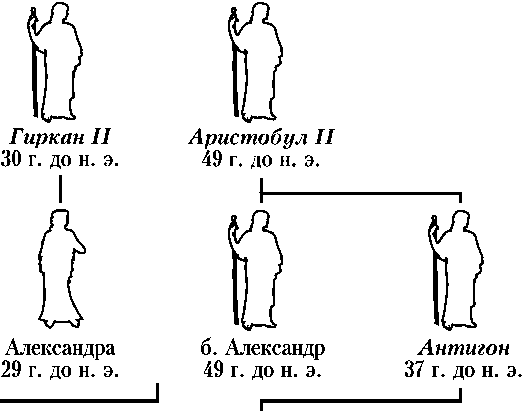 Гиркан II
30 г. до н. э.
Аристобул II
49 г. до н. э.
Александра
29 г. до н. э.
б. Александр
49 г. до н. э.
Антигон
37 г. до н. э.